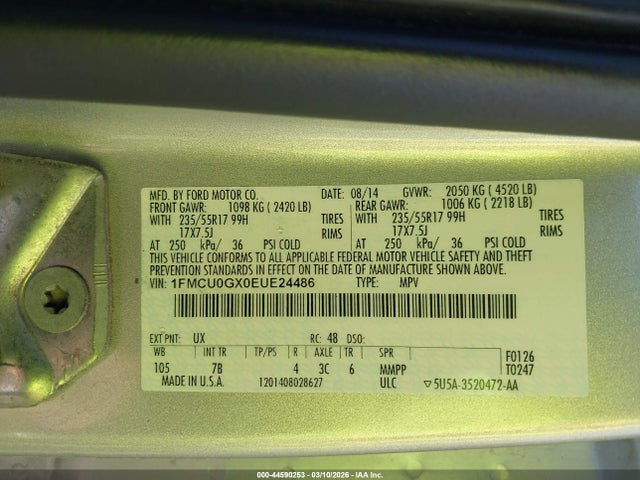 MFD. BY FORD MOTOR CO. DATE: 08/14 GVWR: 2050 KG ( 4520 LB)
FRONT GAWR: 1098 KG ( 2420 LB) REAR GAWR: 1006 KG ( 2218 LB)
WITH 235/55R17 99H TIRES WITH 235/55R17 99H TIRES
17X7.5J RIMS 17X7.5J RIMS
AT 250 kPa/ 36 PSI COLD AT 250 kPa/ 36 PSI COLD
THIS VEHICLE CONFORMS TO ALL APPLICABLE FEDERAL MOTOR VEHICLE SAFETY AND THEFT
PREVENTION STANDARDS IN EFFECT ON THE DATE OF MANUFACTURE SHOWN ABOVE.
VIN: 1FMCU0GX0EUE24486 TYPE: MPV
EXT PNT: UX RC: 48 DSO:
WB INT TR TP/PS R AXLE TR SPR F0126
105 7B 4 3C 6 MMPP T0247
MADE IN U.S.A. 1201408028627 ULC ▽5U5A-3520472-AA
000-44590253 - 03/10/2026 - IAA Inc.